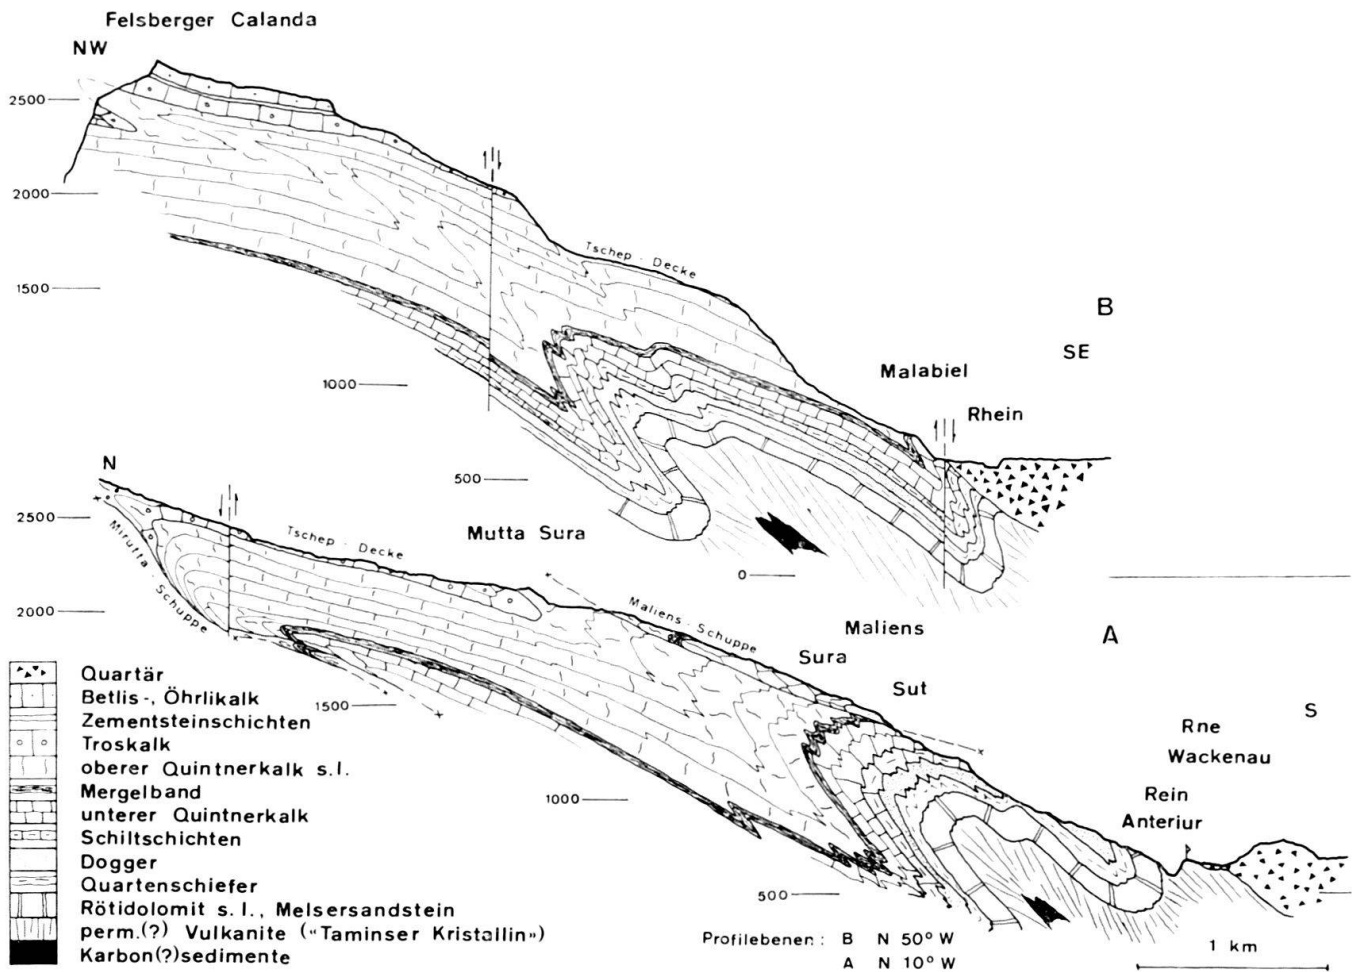 Felsberger Calanda
NW
2500
2000
1500
1000
500
0
Tschep - Decke
B
SE
Malabiel
Rhein
Mutta Sura
N
2500
2000
1500
1000
500
Mirutta - Schuppe
Tschep - Decke
Maliens - Schuppe
Maliens
Sura
Sut
A
S
Rne
Wackenau
Rein
Anteriur
Quartär
Betlis-, Öhrlikalk
Zementsteinschichten
Troskalk
oberer Quintnerkalk s.l.
Mergelband
unterer Quintnerkalk
Schiltschichten
Dogger
Quartenschiefer
Rötidolomit s. l., Melsersandstein
perm.(?) Vulkanite («Taminser Kristallin»)
Karbon(?)sedimente
Profilebenen : B N 50° W
A N 10° W
1 km